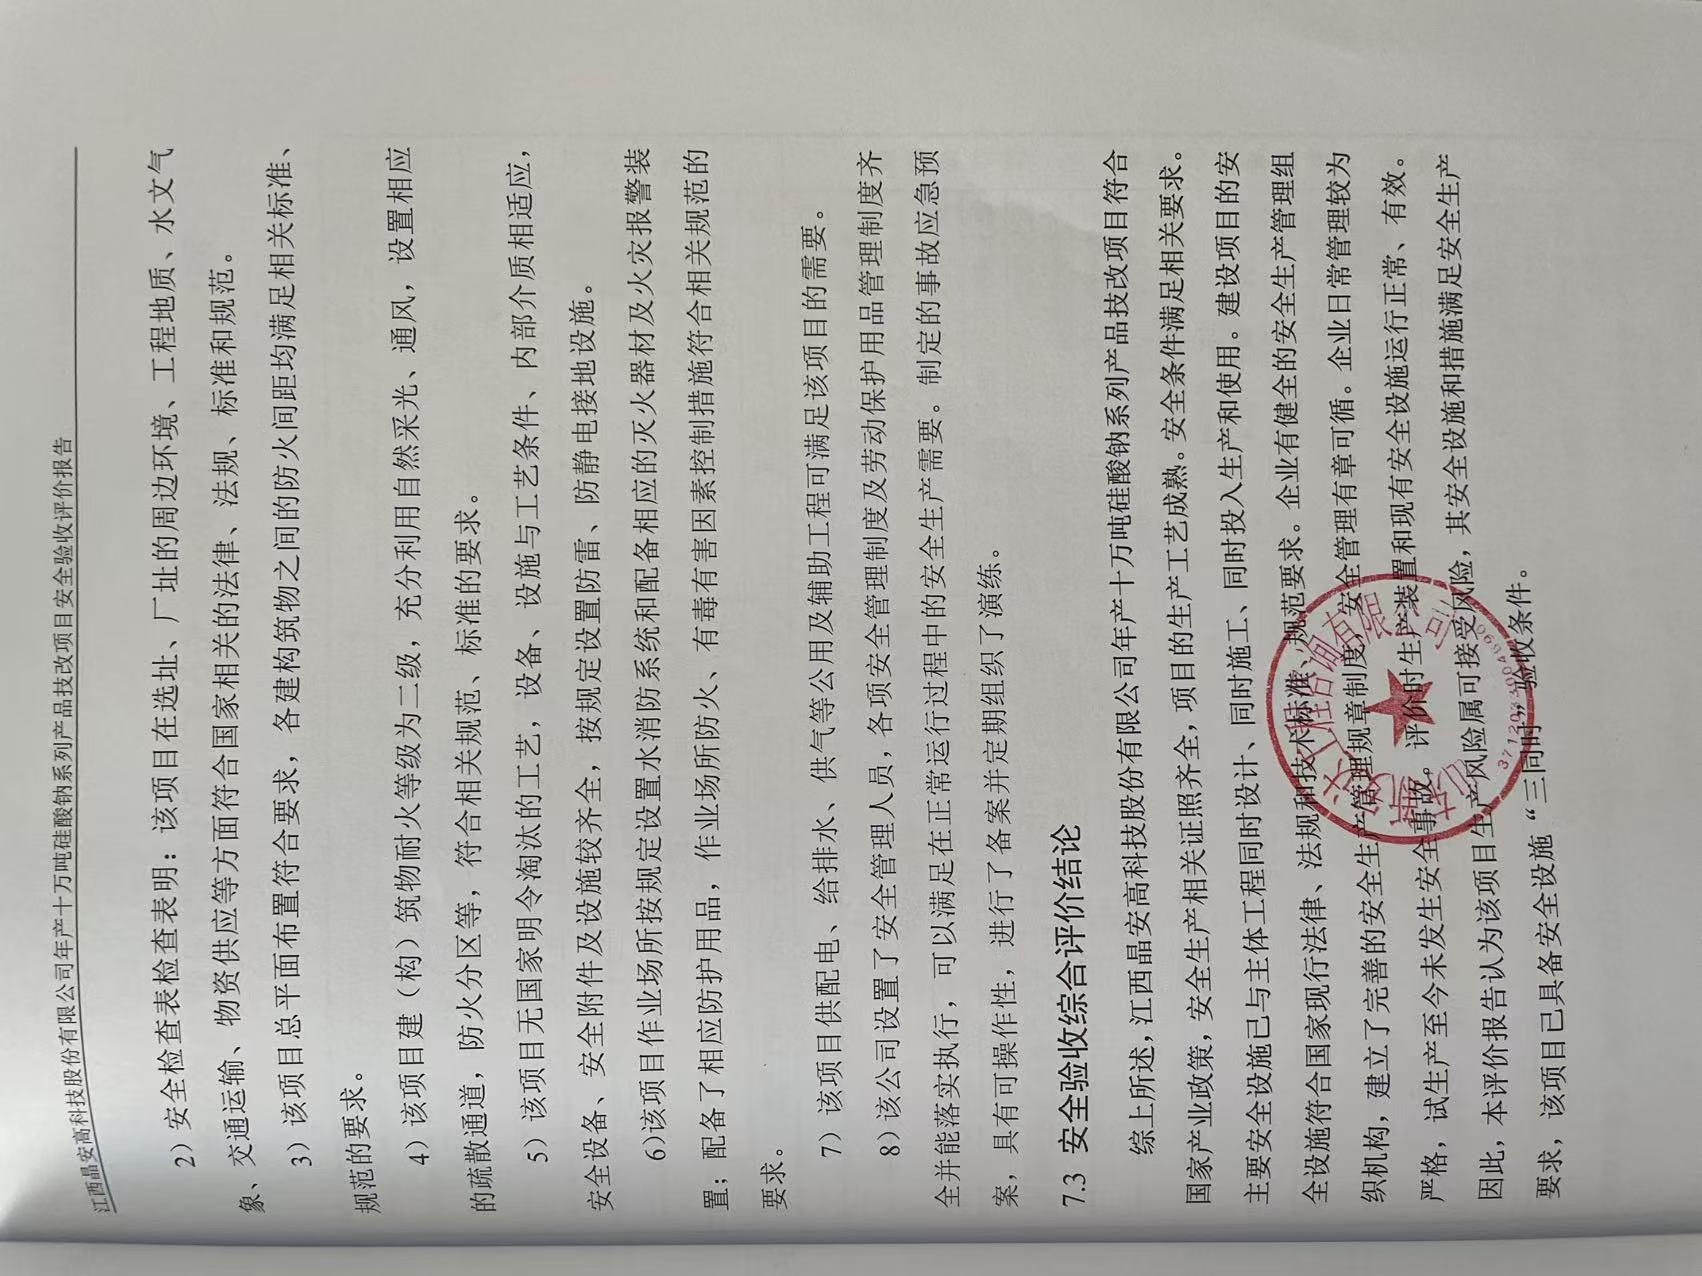 江西晶安高科技股份有限公司年产十万吨硅酸钠系列产品技改项目安全验收评价报告
2）安全检查表检查表明：该项目在选址、厂址的周边环境、工程地质、水文气
象、交通运输、物资供应等方面符合国家相关的法律、法规、标准和规范。
3）该项目总平面布置符合要求，各建构筑物之间的防火间距均满足相关标准、
规范的要求。
4）该项目建（构）筑物耐火等级为二级，充分利用自然采光、通风，设置相应
的疏散通道，防火分区等，符合相关规范、标准的要求。
5）该项目无国家明令淘汰的工艺，设备、设施与工艺条件、内部介质相适应，
安全设备、安全附件及设施较齐全，按规定设置防雷、防静电接地设施。
6)该项目作业场所按规定设置水消防系统和配备相应的灭火器材及火灾报警装
置；配备了相应防护用品，作业场所防火、有毒有害因素控制措施符合相关规范的
要求。
7）该项目供配电、给排水、供气等公用及辅助工程可满足该项目的需要。
8）该公司设置了安全管理人员，各项安全管理制度及劳动保护用品管理制度齐
全并能落实执行，可以满足在正常运行过程中的安全生产需要。制定的事故应急预
案，具有可操作性，进行了备案并定期组织了演练。
7.3 安全验收综合评价结论
综上所述，江西晶安高科技股份有限公司年产十万吨硅酸钠系列产品技改项目符合
国家产业政策，安全生产相关证照齐全，项目的生产工艺成熟。安全条件满足相关要求。
主要安全设施已与主体工程同时设计、同时施工、同时投入生产和使用。建设项目的安
全设施符合国家现行法律、法规和技术标准、规范要求。企业有健全的安全生产管理组
织机构，建立了完善的安全生产管理规章制度，安全管理有章可循。企业日常管理较为
严格，试生产至今未发生安全事故。评价时生产装置和现有安全设施运行正常、有效。
因此，本评价报告认为该项目生产风险属可接受风险，其安全设施和措施满足安全生产
要求，该项目已具备安全设施“三同时”验收条件。